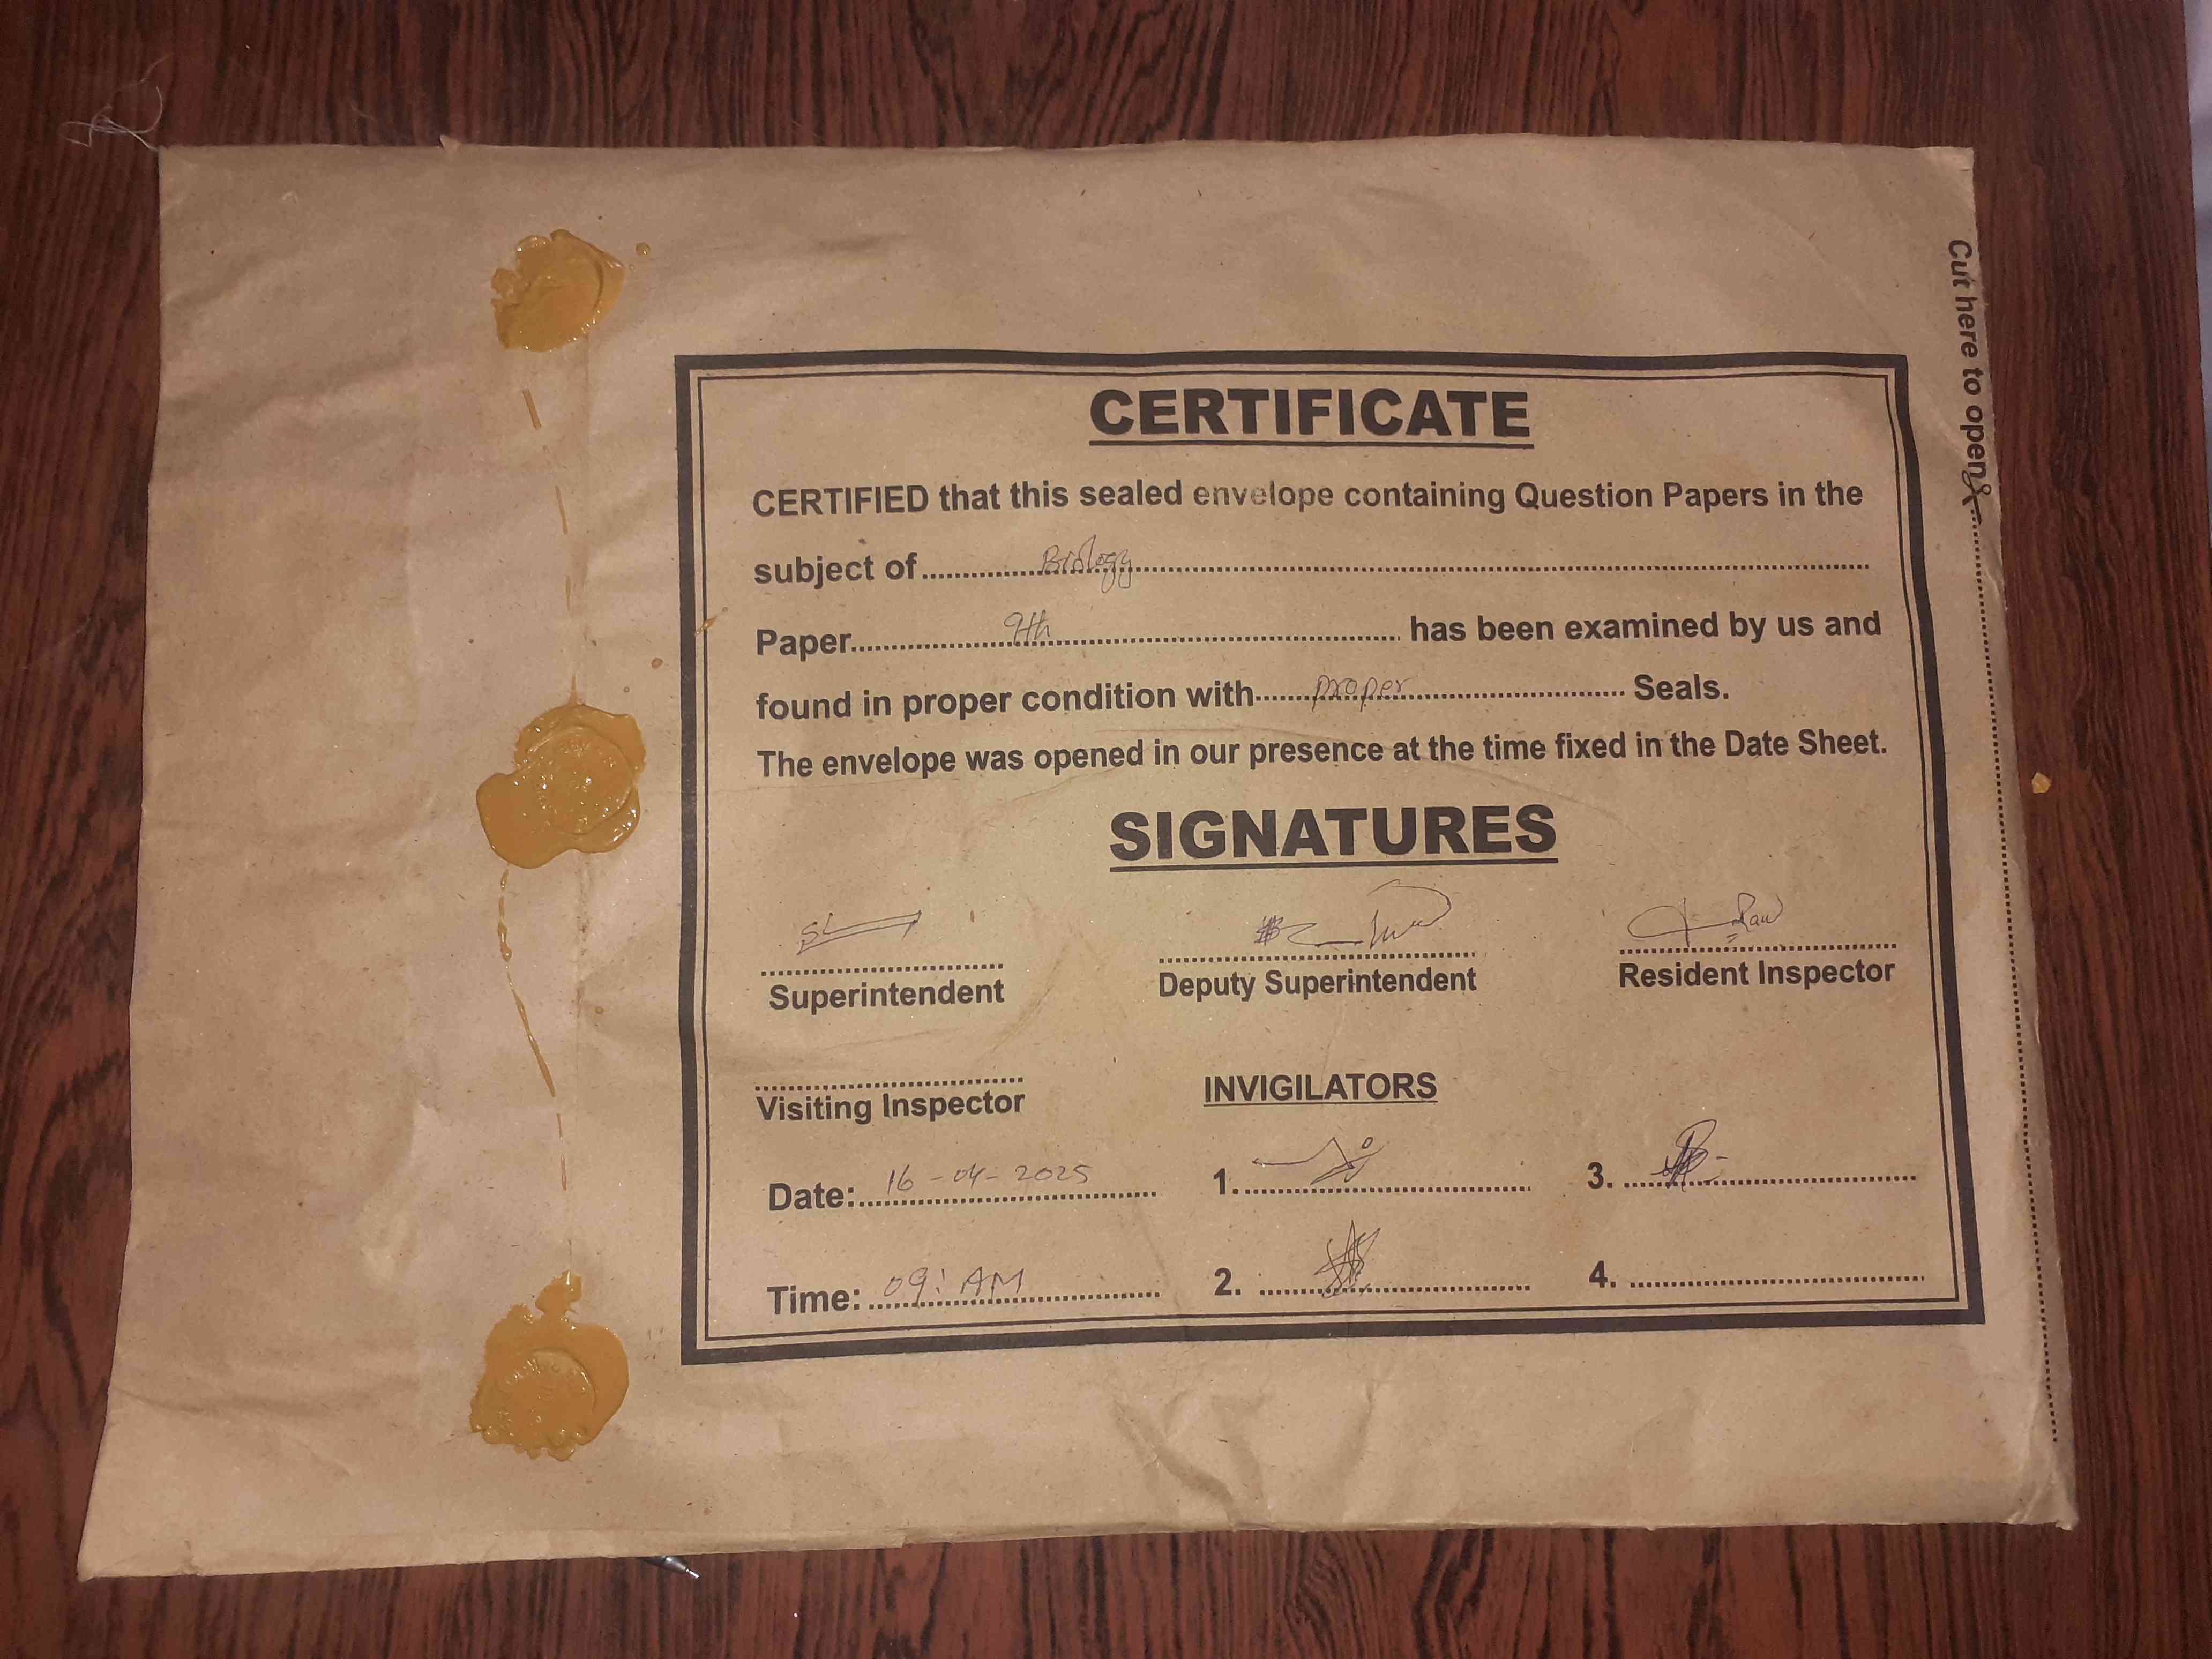 Cut here to open
CERTIFICATE
CERTIFIED that this sealed envelope containing Question Papers in the
subject of..........Biology..........
Paper..........9th.......... has been examined by us and
found in proper condition with..........proper.......... Seals.
The envelope was opened in our presence at the time fixed in the Date Sheet.
SIGNATURES
Superintendent Deputy Superintendent Resident Inspector
Visiting Inspector INVIGILATORS
Date: 16-04-2025 1. 3.
Time: 09: AM 2. 4.